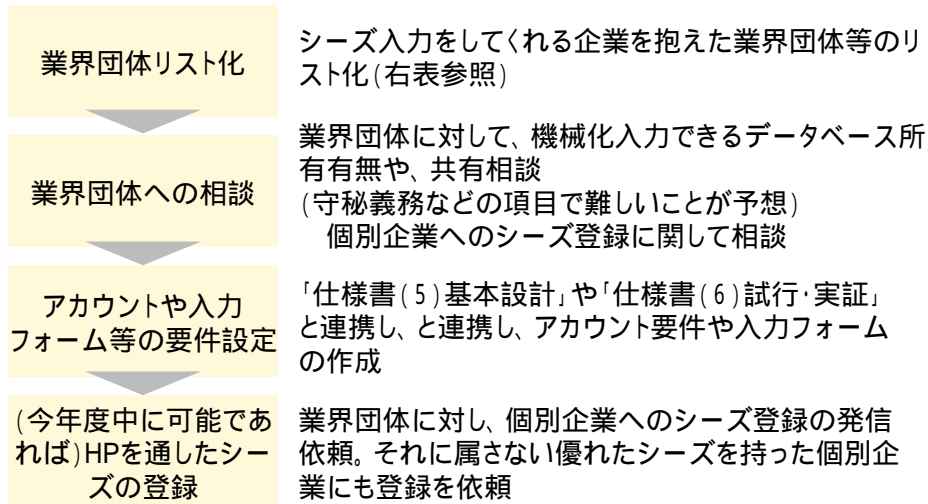 業界団体リスト化
シーズ入力をしてくれる企業を抱えた業界団体等のリ
スト化(右表参照)
業界団体への相談
業界団体に対して、機械化入力できるデータベース所
有有無や、共有相談
(守秘義務などの項目で難しいことが予想)
個別企業へのシーズ登録に関して相談
アカウントや入力
フォーム等の要件設定
「仕様書(5)基本設計」や「仕様書(6)試行・実証」
と連携し、と連携し、アカウント要件や入力フォーム
の作成
(今年度中に可能であ
れば)HPを通したシー
ズの登録
業界団体に対し、個別企業へのシーズ登録の発信
依頼。それに属さない優れたシーズを持った個別企
業にも登録を依頼